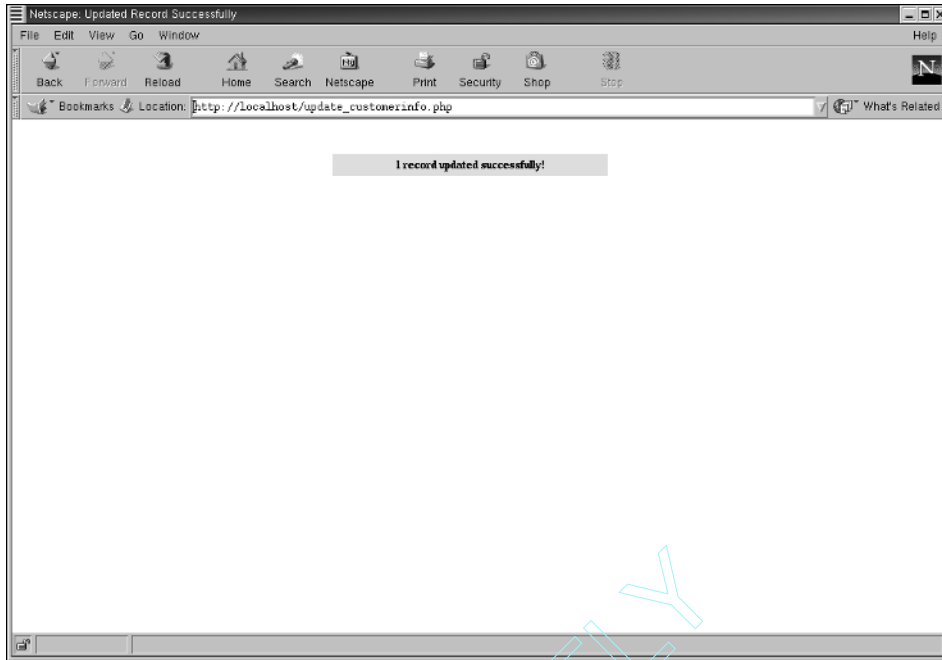 Netscape: Updated Record Successfully
File Edit View Go Window Help
Back Forward Reload Home Search Netscape Print Security Shop Stop
Bookmarks Location: http://localhost/update_customerinfo.php What's Related
1 record updated successfully!